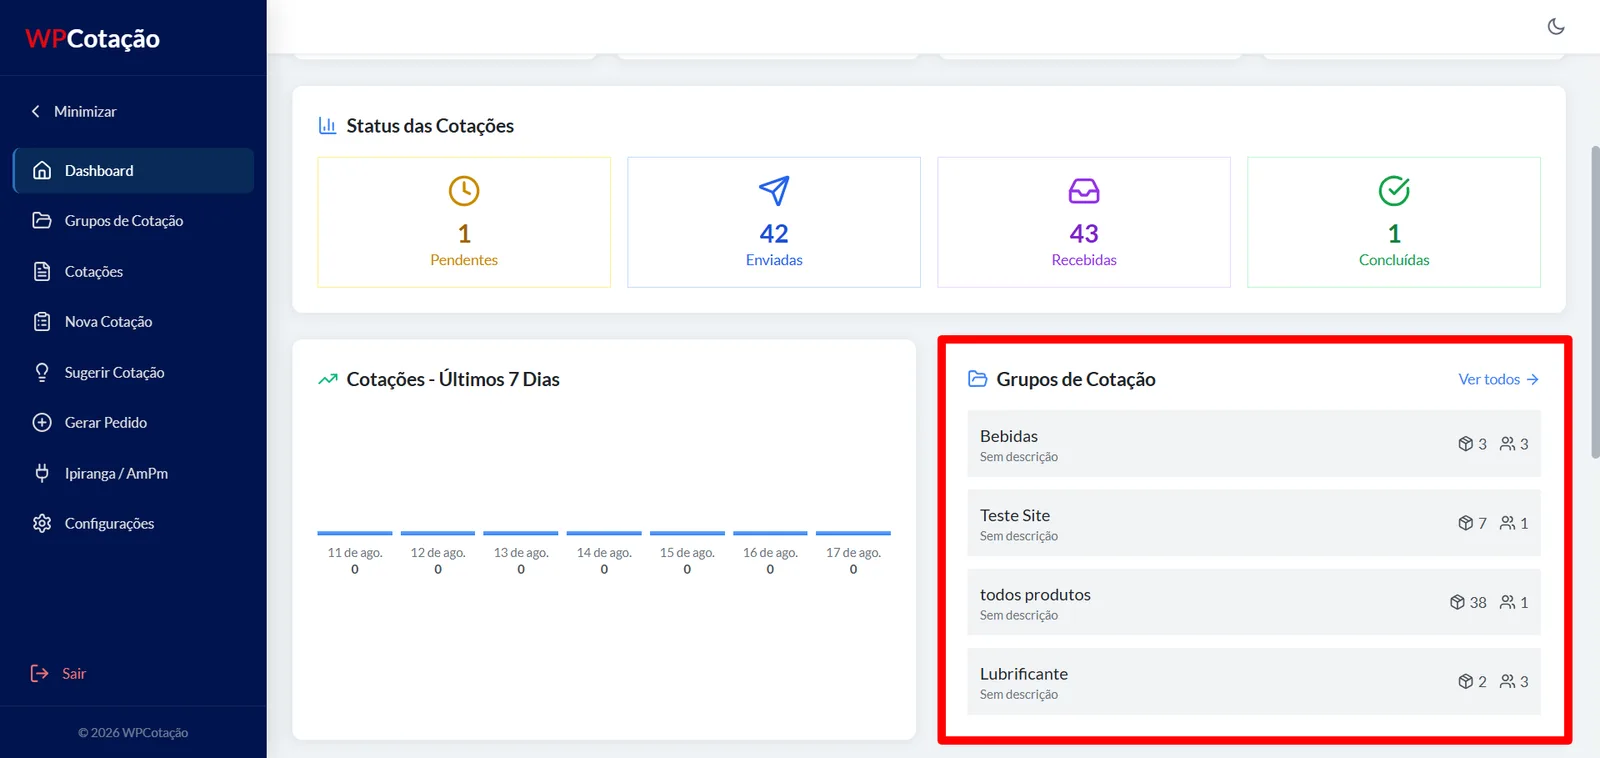 WPCotação
Minimizar
Dashboard
Grupos de Cotação
Cotações
Nova Cotação
Sugerir Cotação
Gerar Pedido
Ipiranga / AmPm
Configurações
Sair
© 2026 WPCotação
Status das Cotações
1
Pendentes
42
Enviadas
43
Recebidas
1
Concluídas
Cotações - Últimos 7 Dias
11 de ago. 12 de ago. 13 de ago. 14 de ago. 15 de ago. 16 de ago. 17 de ago.
0 0 0 0 0 0 0
Grupos de Cotação Ver todos
Bebidas
Sem descrição
3 3
Teste Site
Sem descrição
7 1
todos produtos
Sem descrição
38 1
Lubrificante
Sem descrição
2 3